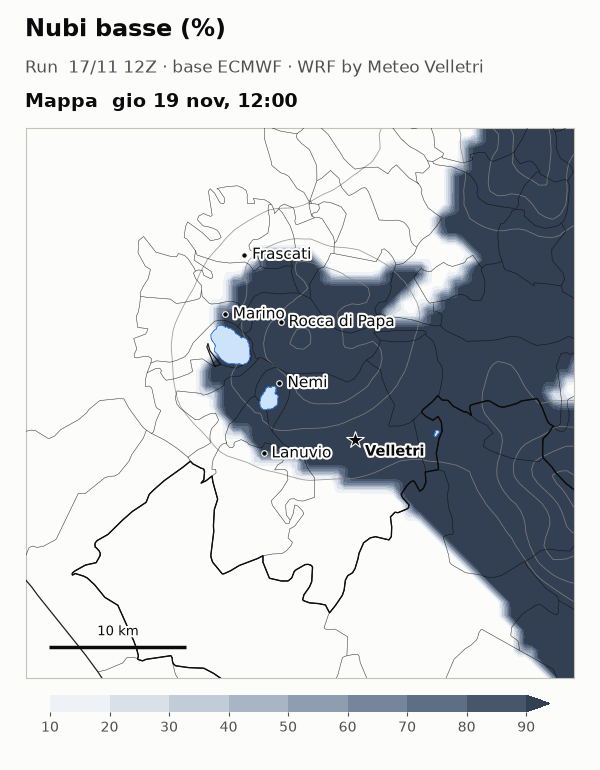 Nubi basse (%)
Run  17/11 12Z · base ECMWF · WRF by Meteo Velletri
Mappa  gio 19 nov, 12:00
Frascati
Marino
Rocca di Papa
Nemi
Velletri
Lanuvio
10 km
10 20 30 40 50 60 70 80 90